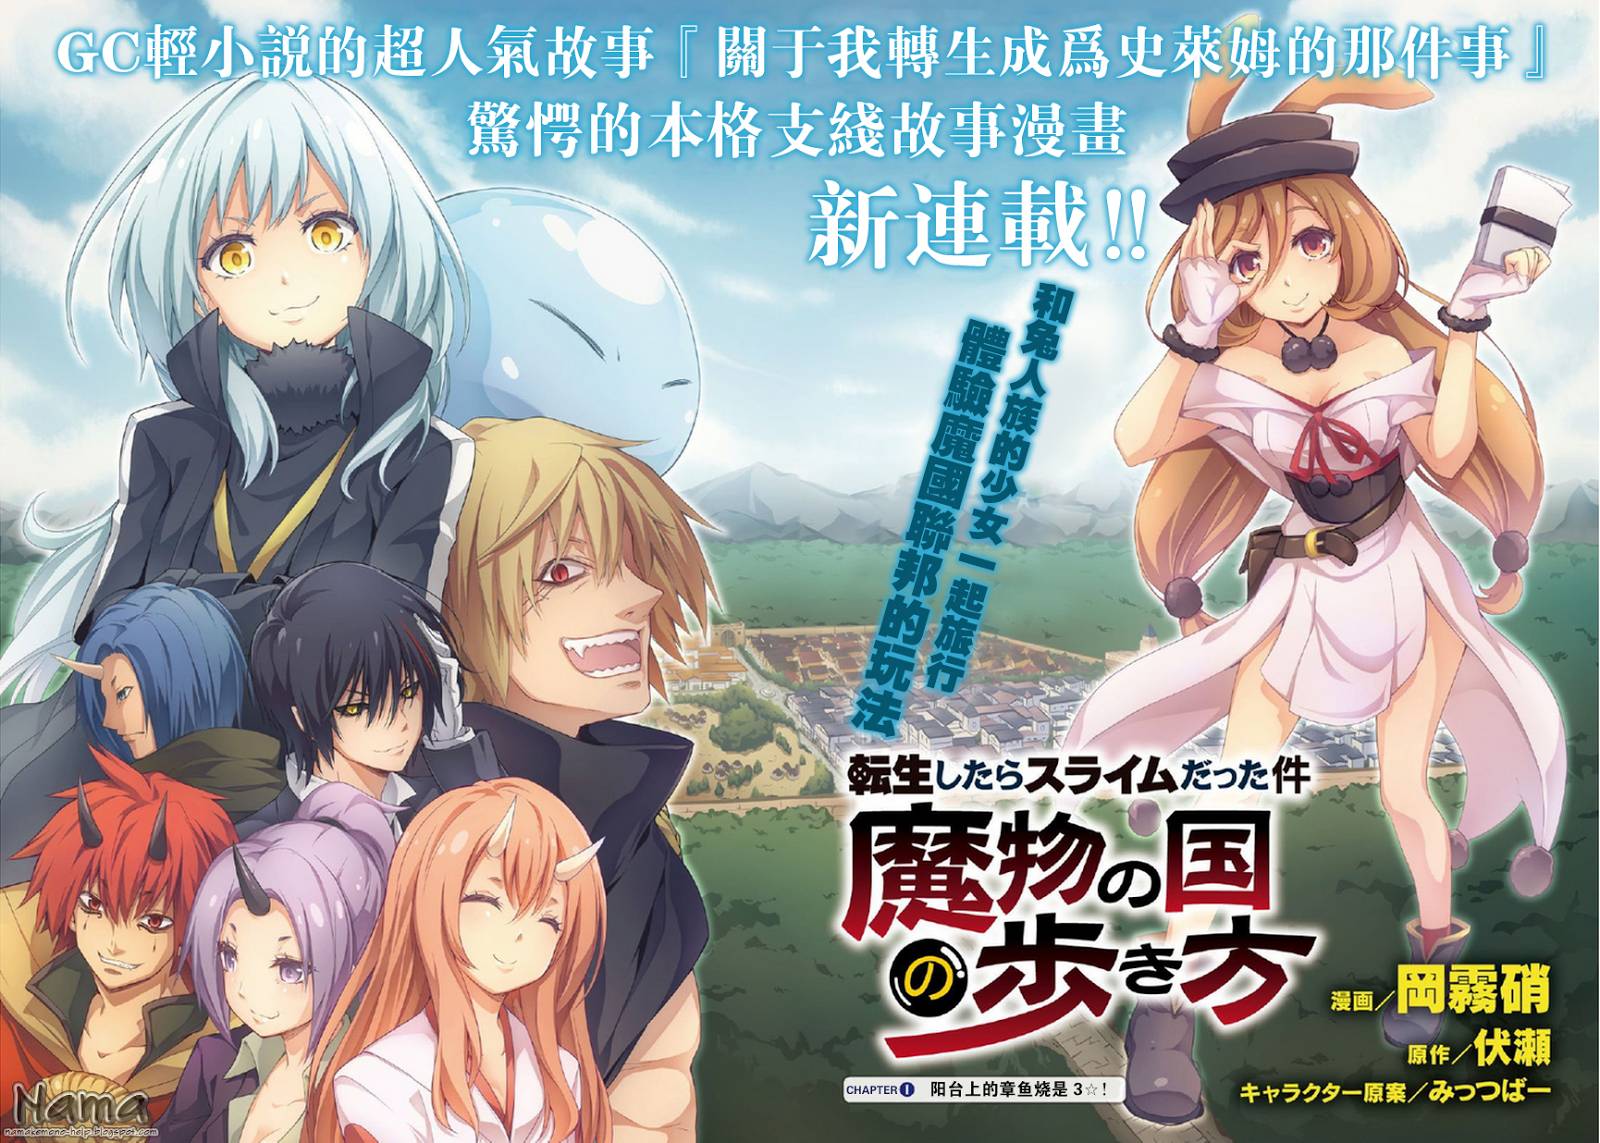 GC輕小説的超人氣故事『關于我轉生成爲史萊姆的那件事』
驚愕的本格支綫故事漫畫
新連載!!
和兔人族的少女一起旅行
體驗魔國聯邦的玩法
転生したらスライムだった件
魔物の国
の歩き方
漫画／岡霧硝
原作／伏瀬
キャラクター原案／みっつばー
CHAPTER 1 阳台上的章鱼烧是3☆!
Nama
namakemono-help.blogspot.com